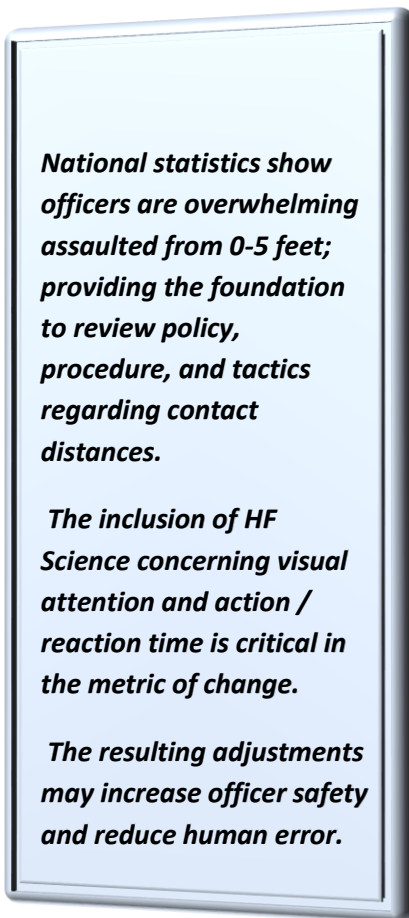 National statistics show
officers are overwhelming
assaulted from 0-5 feet;
providing the foundation
to review policy,
procedure, and tactics
regarding contact
distances.
The inclusion of HF
Science concerning visual
attention and action /
reaction time is critical in
the metric of change.
The resulting adjustments
may increase officer safety
and reduce human error.